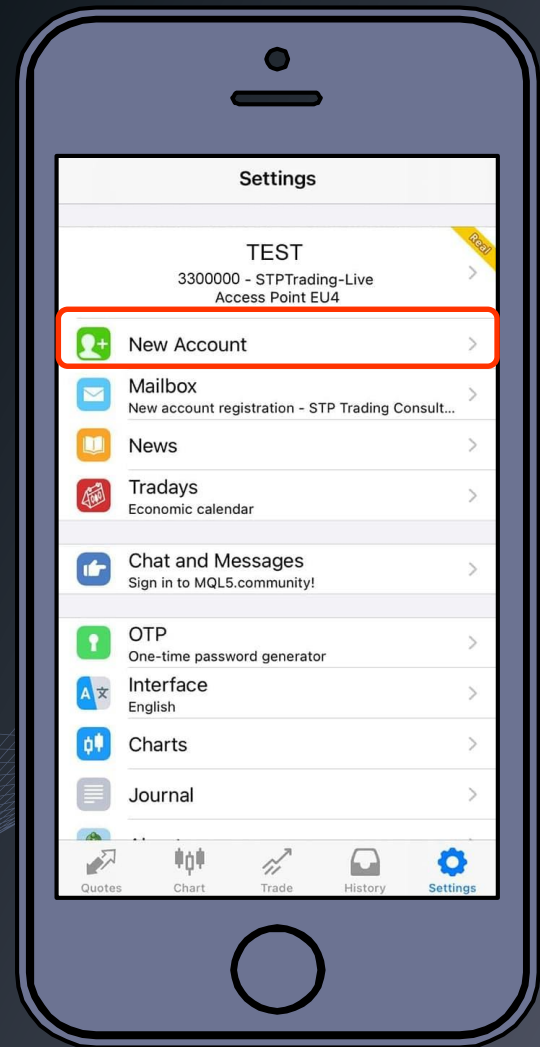 Settings
Real
TEST
3300000 - STPTrading-Live
Access Point EU4
New Account
Mailbox
New account registration - STP Trading Consult...
News
Tradays
Economic calendar
Chat and Messages
Sign in to MQL5.community!
OTP
One-time password generator
A 文
Interface
English
Charts
Journal
Quotes
Chart
Trade
History
Settings